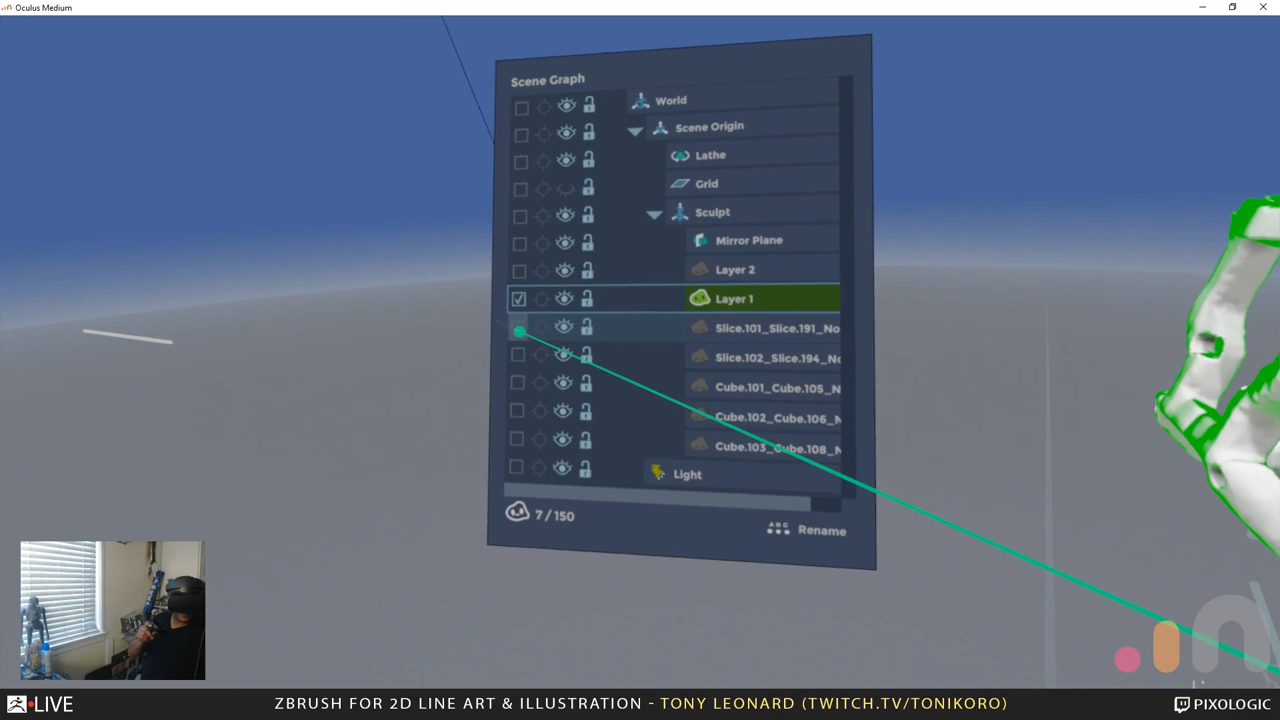 Oculus Medium
Scene Graph
World
Scene Origin
Lathe
Grid
Sculpt
Mirror Plane
Layer 2
Layer 1
Slice.101_Slice.191_No
Slice.102_Slice.194_No
Cube.101_Cube.105_N
Cube.102_Cube.106_N
Cube.103_Cube.108_N
Light
7/150
ABC Rename
LIVE
ZBRUSH FOR 2D LINE ART & ILLUSTRATION - TONY LEONARD (TWITCH.TV/TONIKORO)
PIXOLOGIC